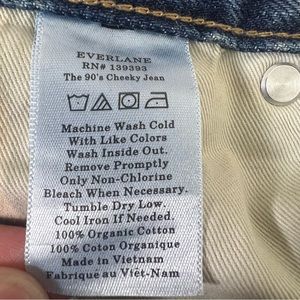 EVERLANE
RN# 139393
The 90's Cheeky Jean
Machine Wash Cold
With Like Colors
Wash Inside Out.
Remove Promptly
Only Non-Chlorine
Bleach When Necessary.
Tumble Dry Low.
Cool Iron If Needed.
100% Organic Cotton
100% Coton Organique
Made in Vietnam
Fabrique au Việt-Nam